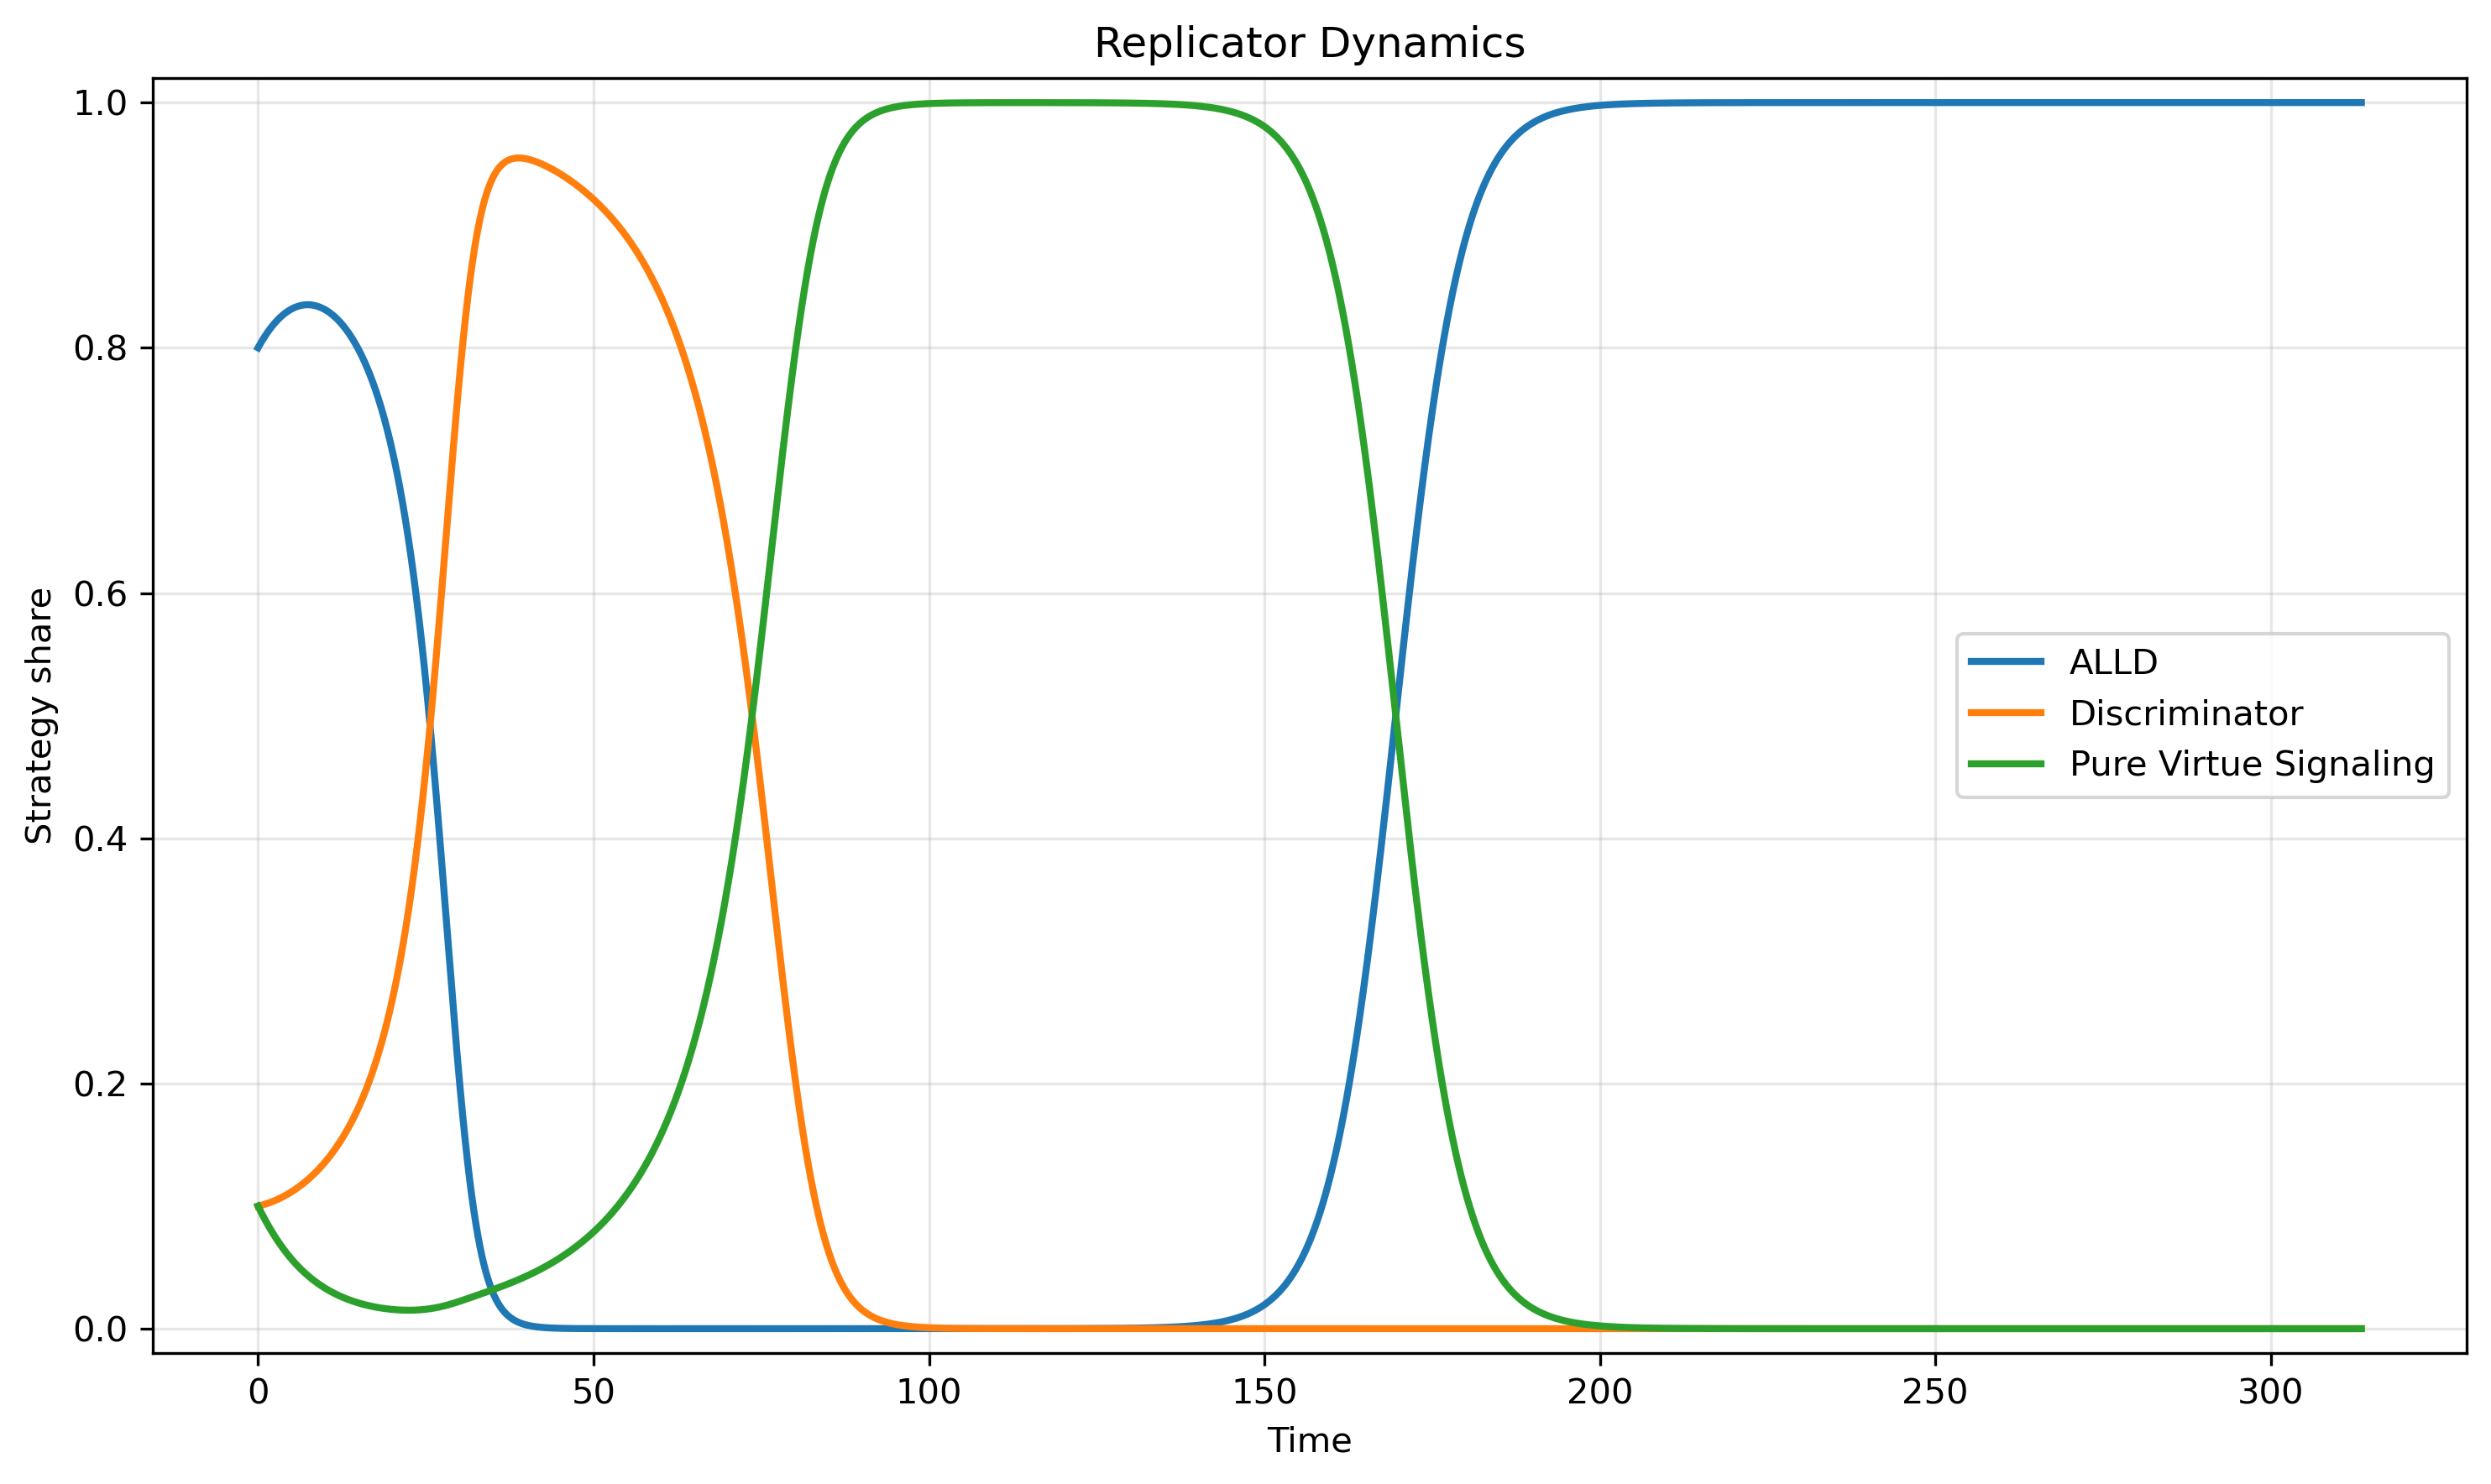 Replicator Dynamics
1.0
0.8
0.6
0.4
0.2
0.0
Strategy share
ALLD
Discriminator
Pure Virtue Signaling
0 50 100 150 200 250 300
Time